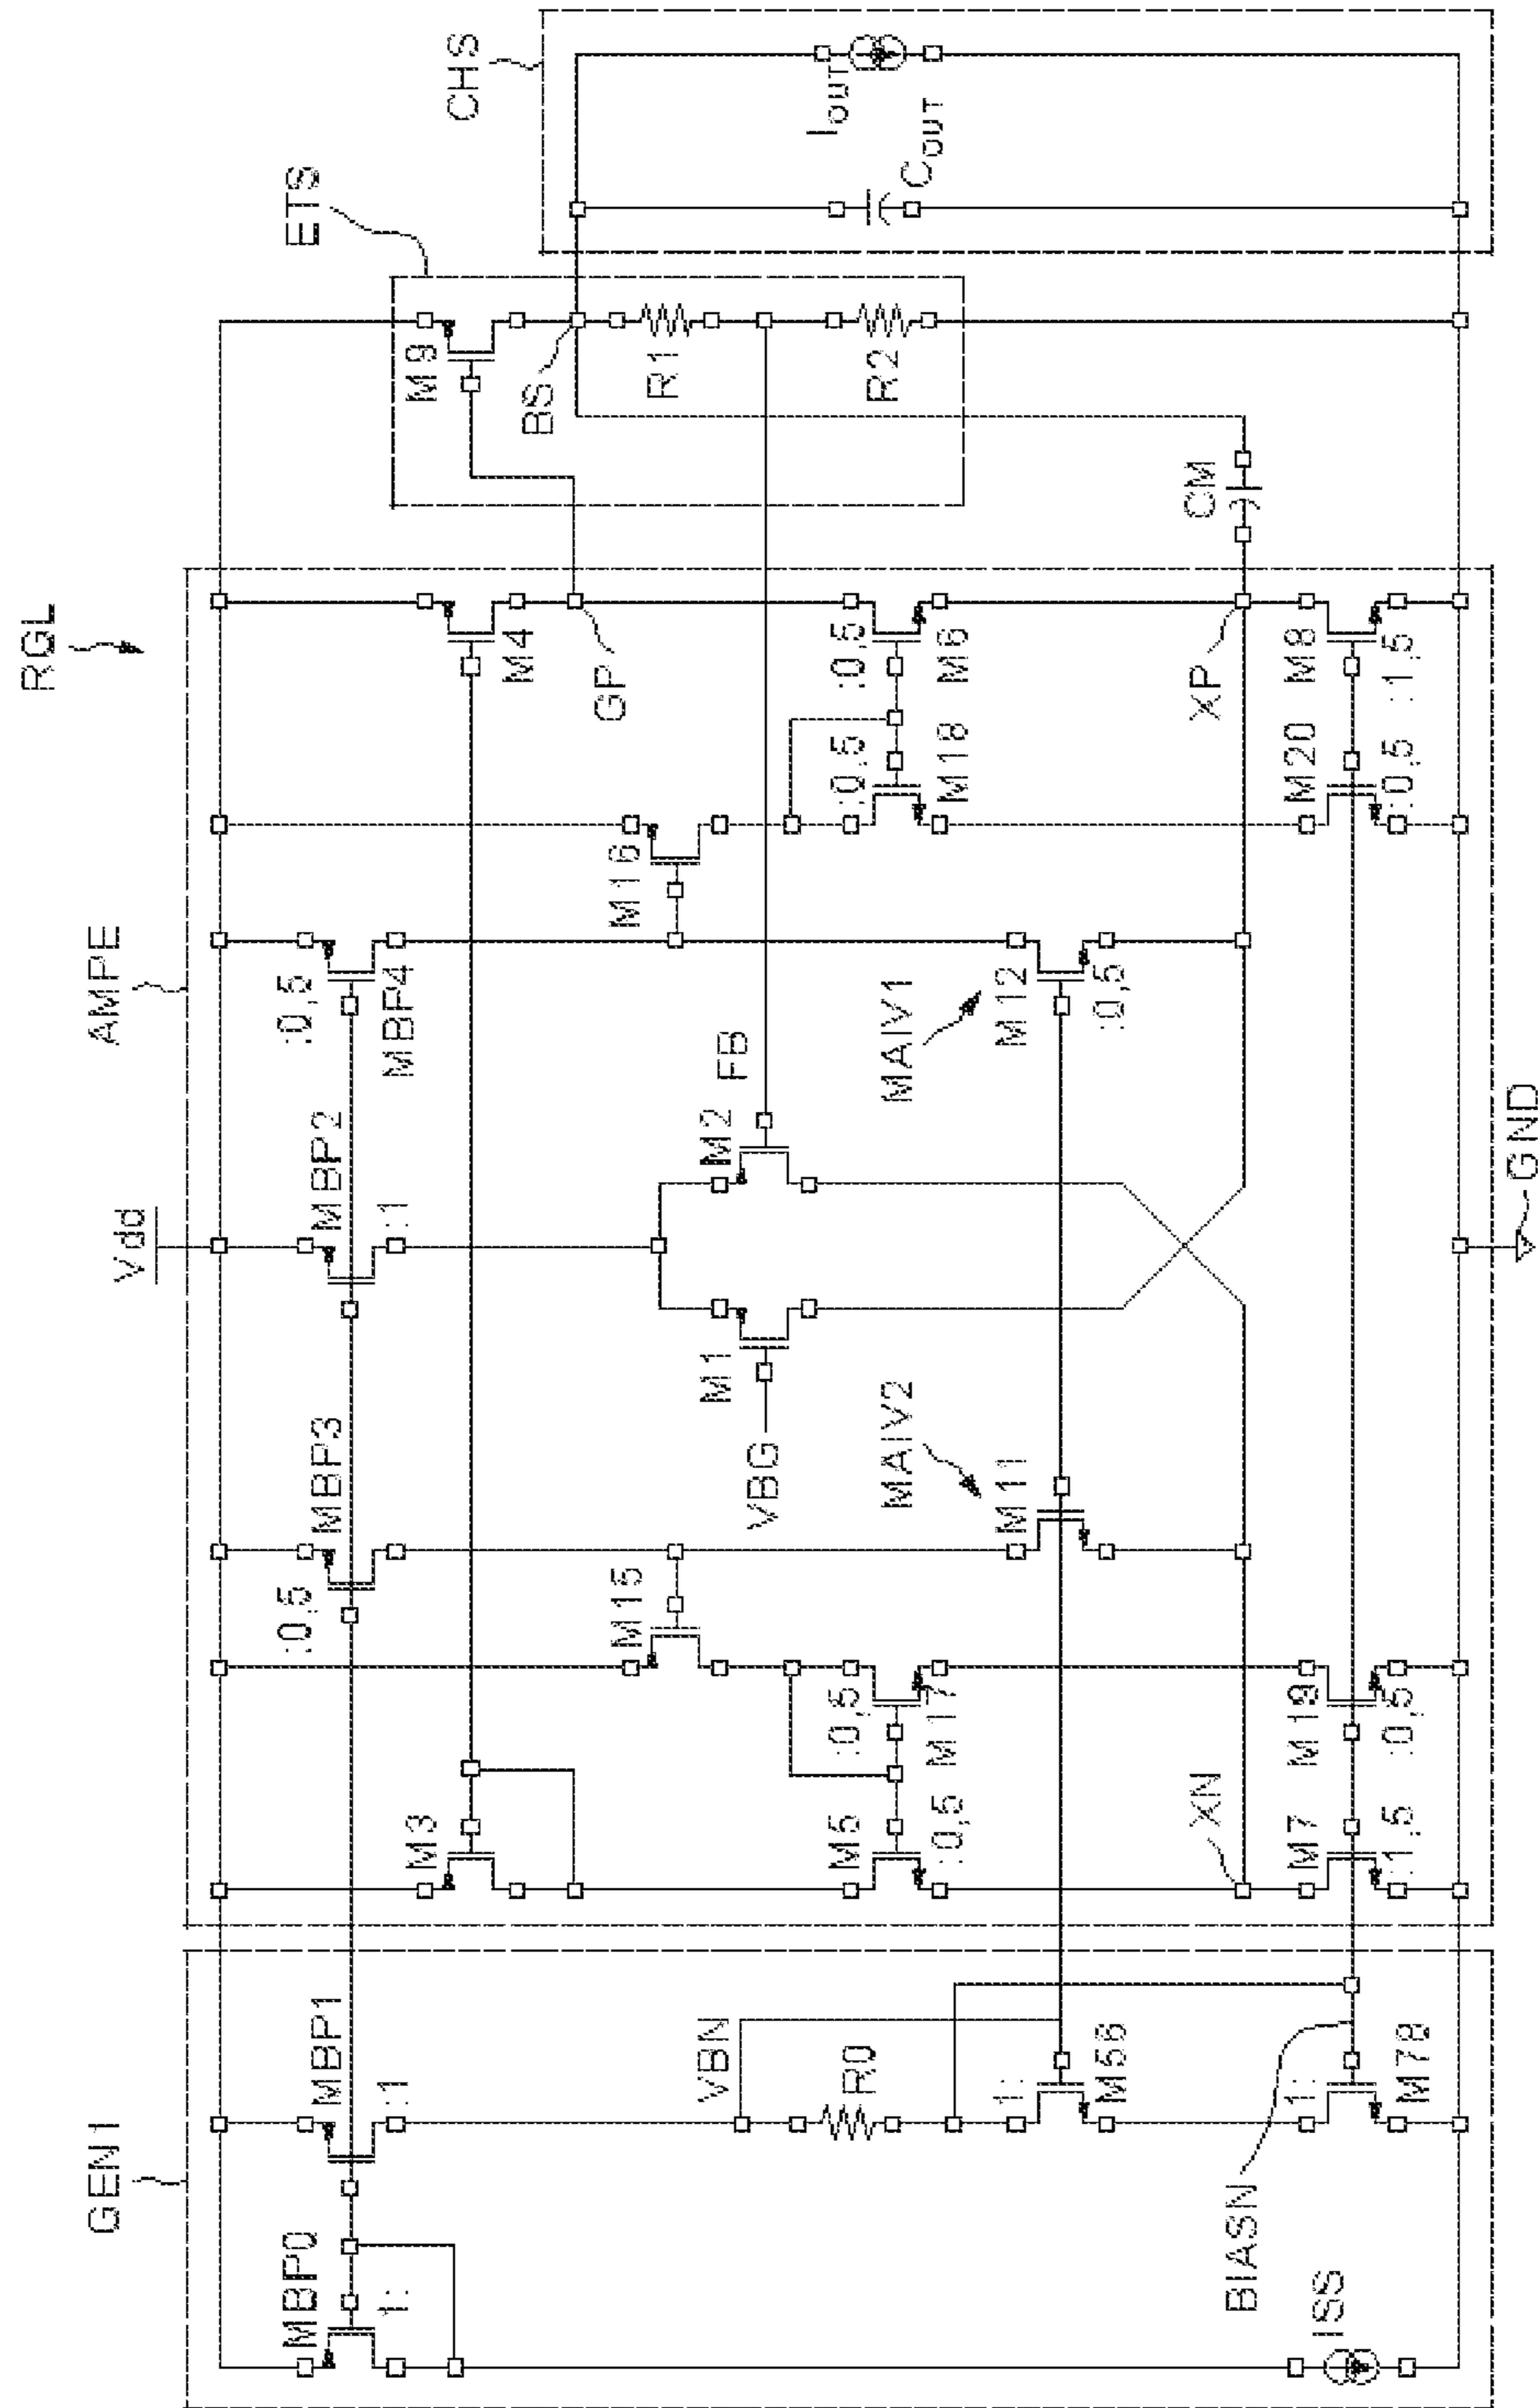 RGL
GEN1
AMPE
ETS
CHS
Vdd
MBP0
1:
MBP1
:1
MBP3
:0,5
MBP2
:1
MBP4
:0,5
M3
M4
M9
GP
BS
M15
M16
M1
M2
VBG
FB
R1
R2
IOUT
COUT
VBN
R0
M5
:0,5
M17
:0,5
:0,5
M18
:0,5
M6
MAIV2
M11
MAIV1
M12
:0,5
1:
M56
XN
XP
CM
BIASN
1:
M78
M7
:1,5
M19
:0,5
M20
:0,5
M8
:1,5
ISS
GND